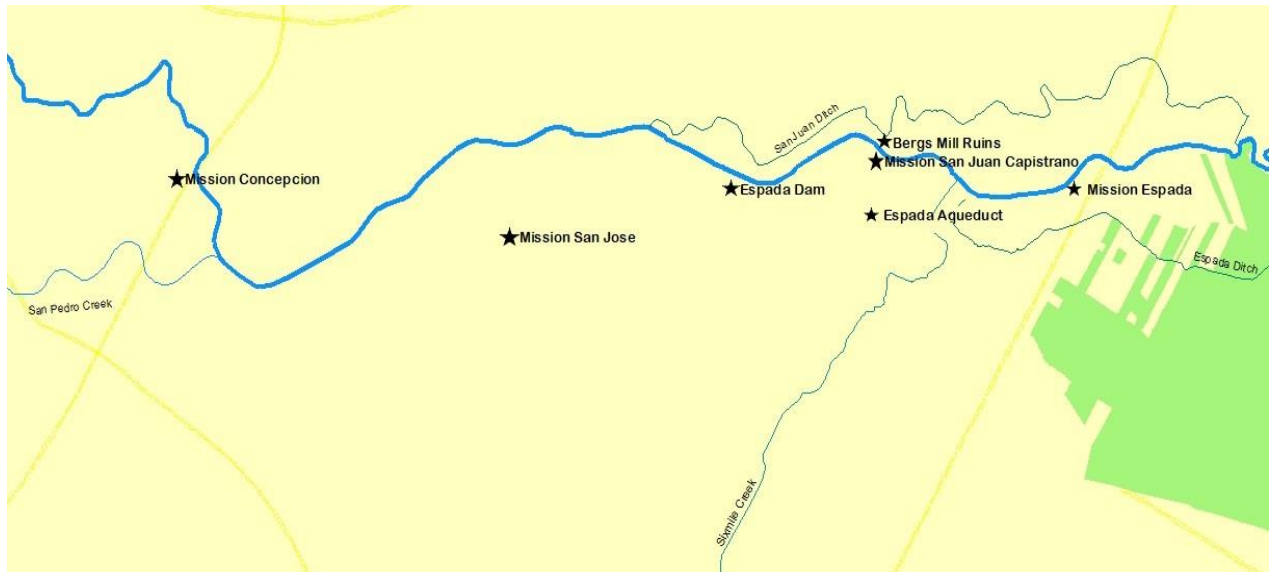 San Juan Ditch
Bergs Mill Ruins
Mission San Juan Capistrano
Mission Concepcion
Espada Dam
Mission Espada
Espada Aqueduct
Mission San Jose
Espada Ditch
San Pedro Creek
Sixmile Creek